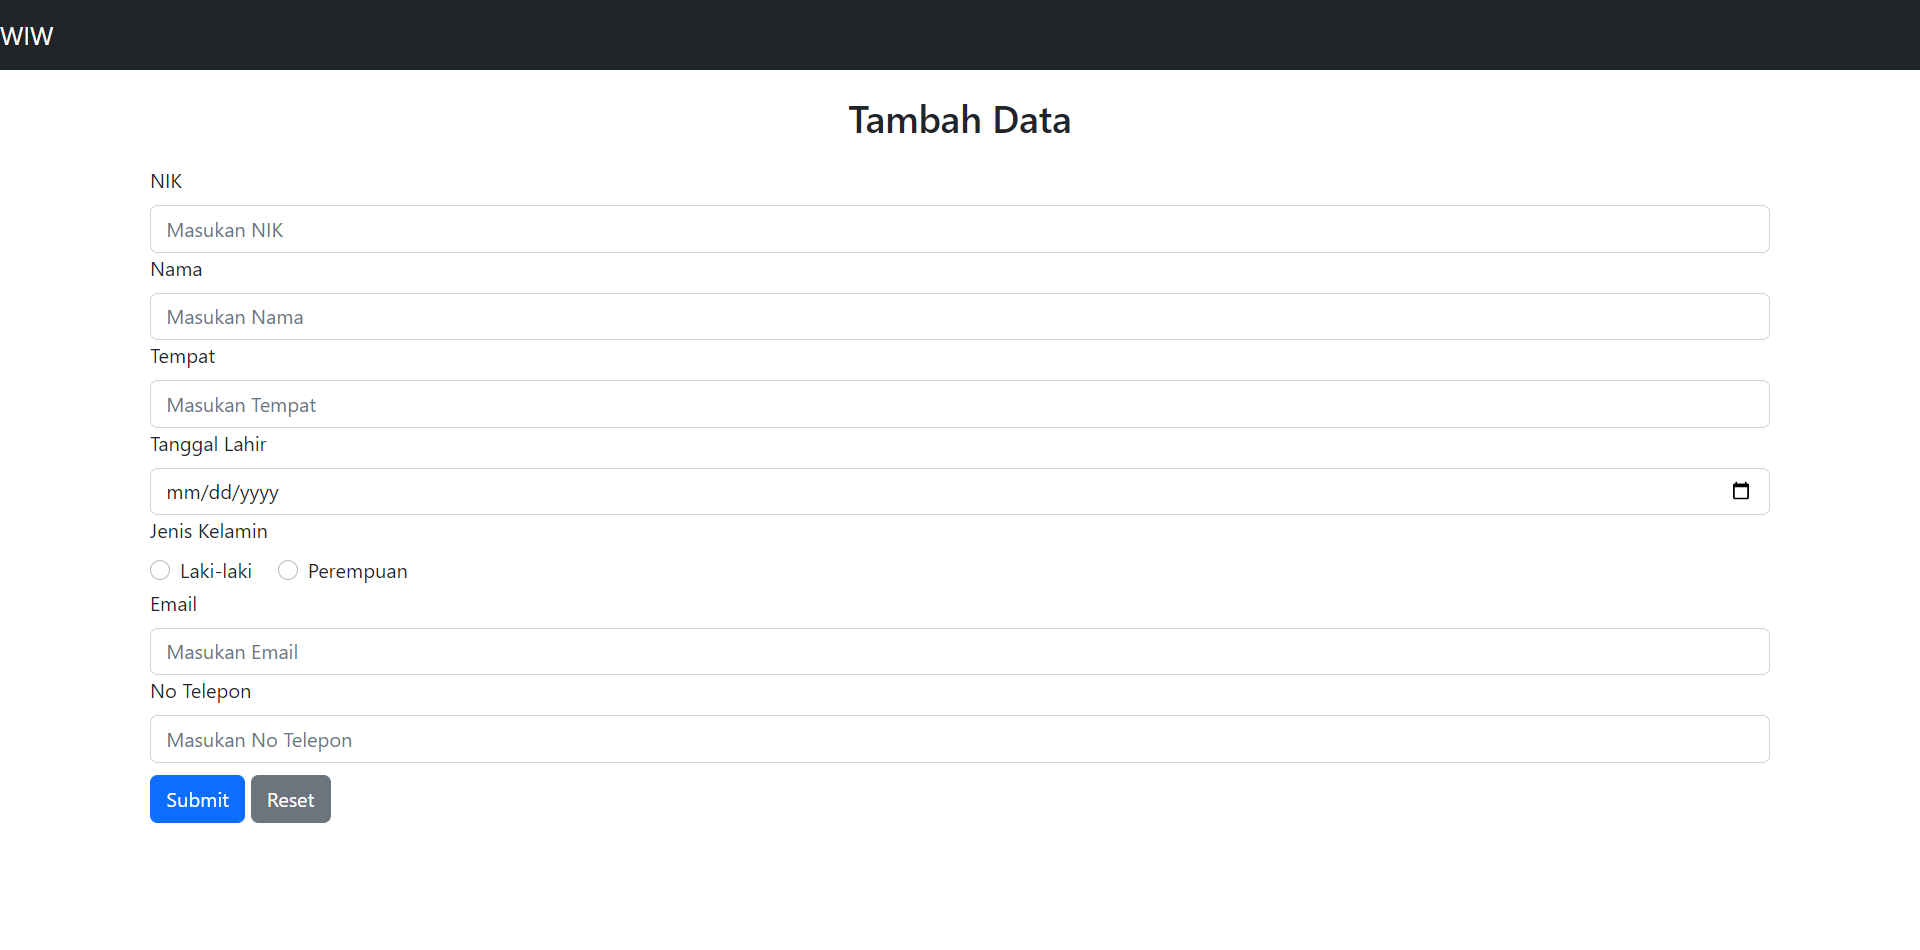 WIW
Tambah Data
NIK
Masukan NIK
Nama
Masukan Nama
Tempat
Masukan Tempat
Tanggal Lahir
mm/dd/yyyy
Jenis Kelamin
Laki-laki Perempuan
Email
Masukan Email
No Telepon
Masukan No Telepon
Submit Reset